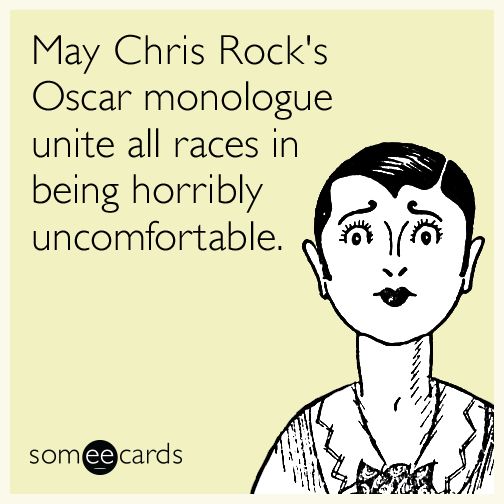 May Chris Rock's
Oscar monologue
unite all races in
being horribly
uncomfortable.
someecards